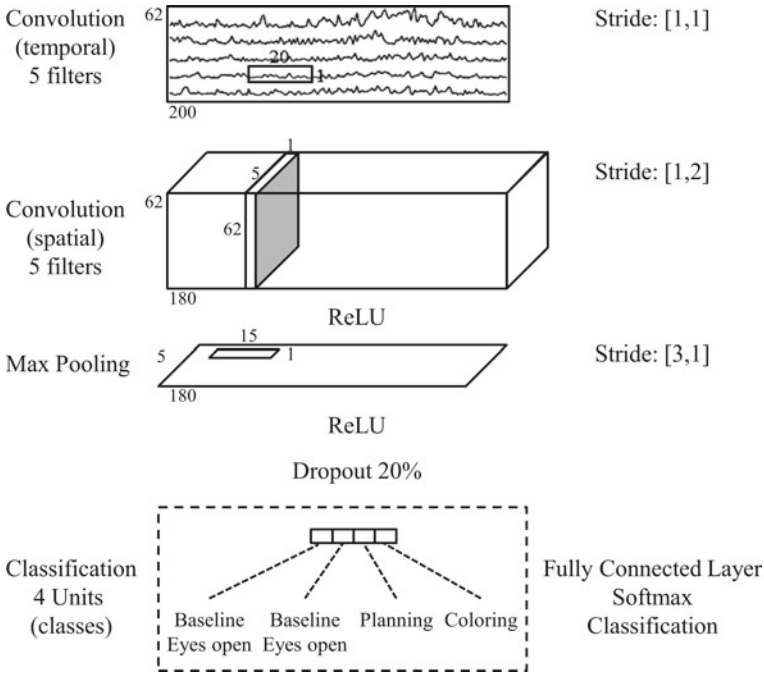 Convolution
(temporal)
5 filters
62
20
1
200
Stride: [1,1]
Convolution
(spatial)
5 filters
62
1
5
62
180
Stride: [1,2]
ReLU
Max Pooling
5
15
1
180
Stride: [3,1]
ReLU
Dropout 20%
Classification
4 Units
(classes)
Baseline
Eyes open
Baseline
Eyes open
Planning
Coloring
Fully Connected Layer
Softmax
Classification